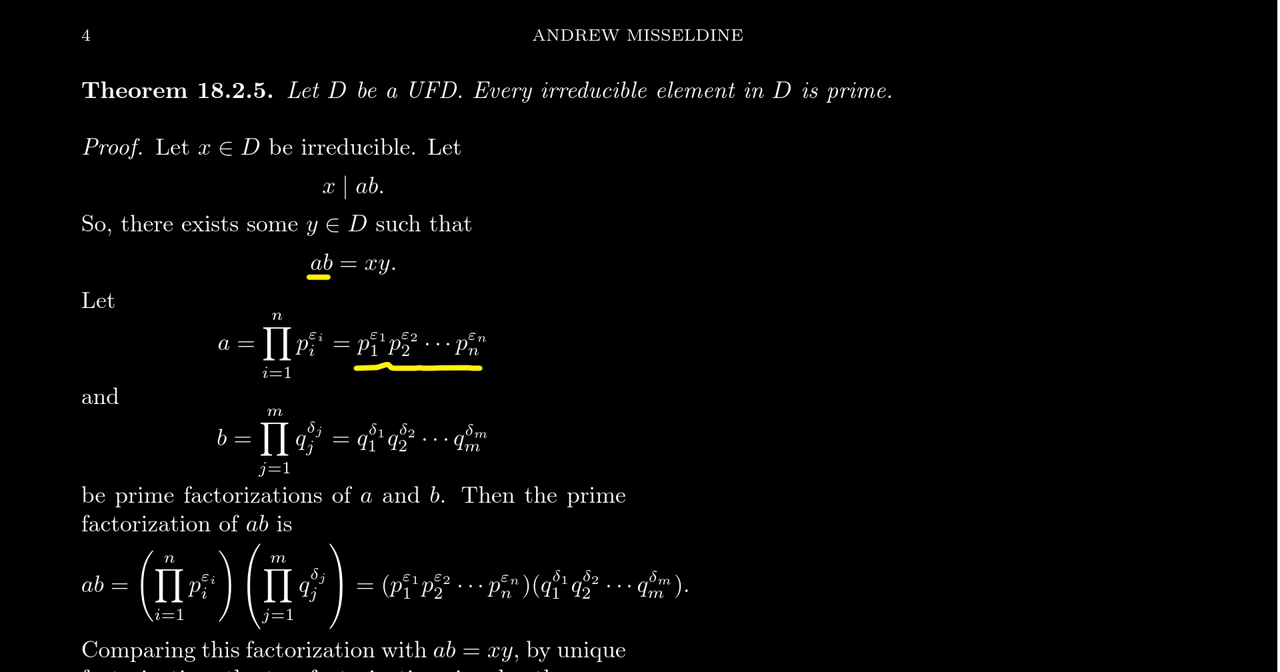 4 ANDREW MISSELDINE
Theorem 18.2.5. Let D be a UFD. Every irreducible element in D is prime.
Proof. Let x ∈ D be irreducible. Let
x | ab.
So, there exists some y ∈ D such that
ab = xy.
Let
a = ∏_{i=1}^{n} p_i^{ε_i} = p_1^{ε_1} p_2^{ε_2} ⋯ p_n^{ε_n}
and
b = ∏_{j=1}^{m} q_j^{δ_j} = q_1^{δ_1} q_2^{δ_2} ⋯ q_m^{δ_m}
be prime factorizations of a and b. Then the prime
factorization of ab is
ab = (∏_{i=1}^{n} p_i^{ε_i}) (∏_{j=1}^{m} q_j^{δ_j}) = (p_1^{ε_1} p_2^{ε_2} ⋯ p_n^{ε_n})(q_1^{δ_1} q_2^{δ_2} ⋯ q_m^{δ_m}).
Comparing this factorization with ab = xy, by unique